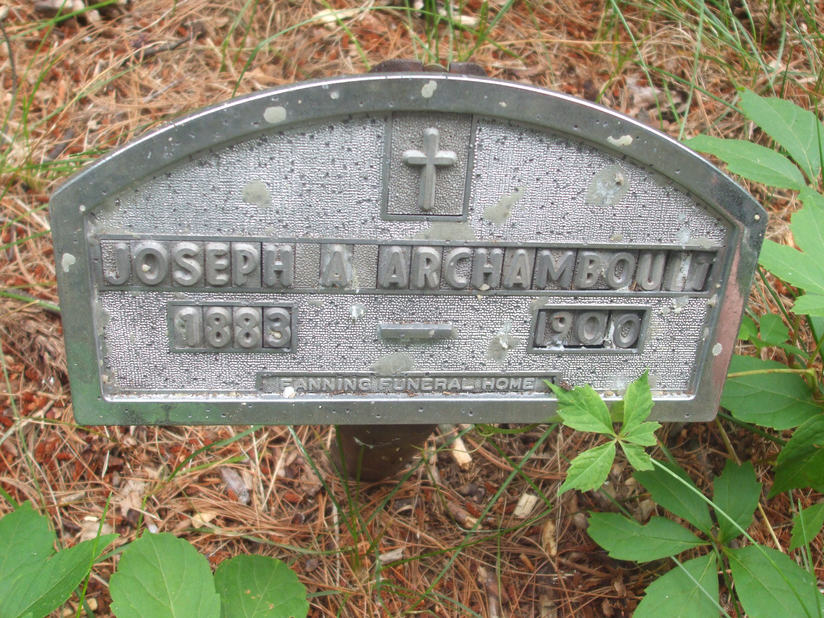 JOSEPH A ARCHAMBOULT
1883 — 1900
FANNING FUNERAL HOME